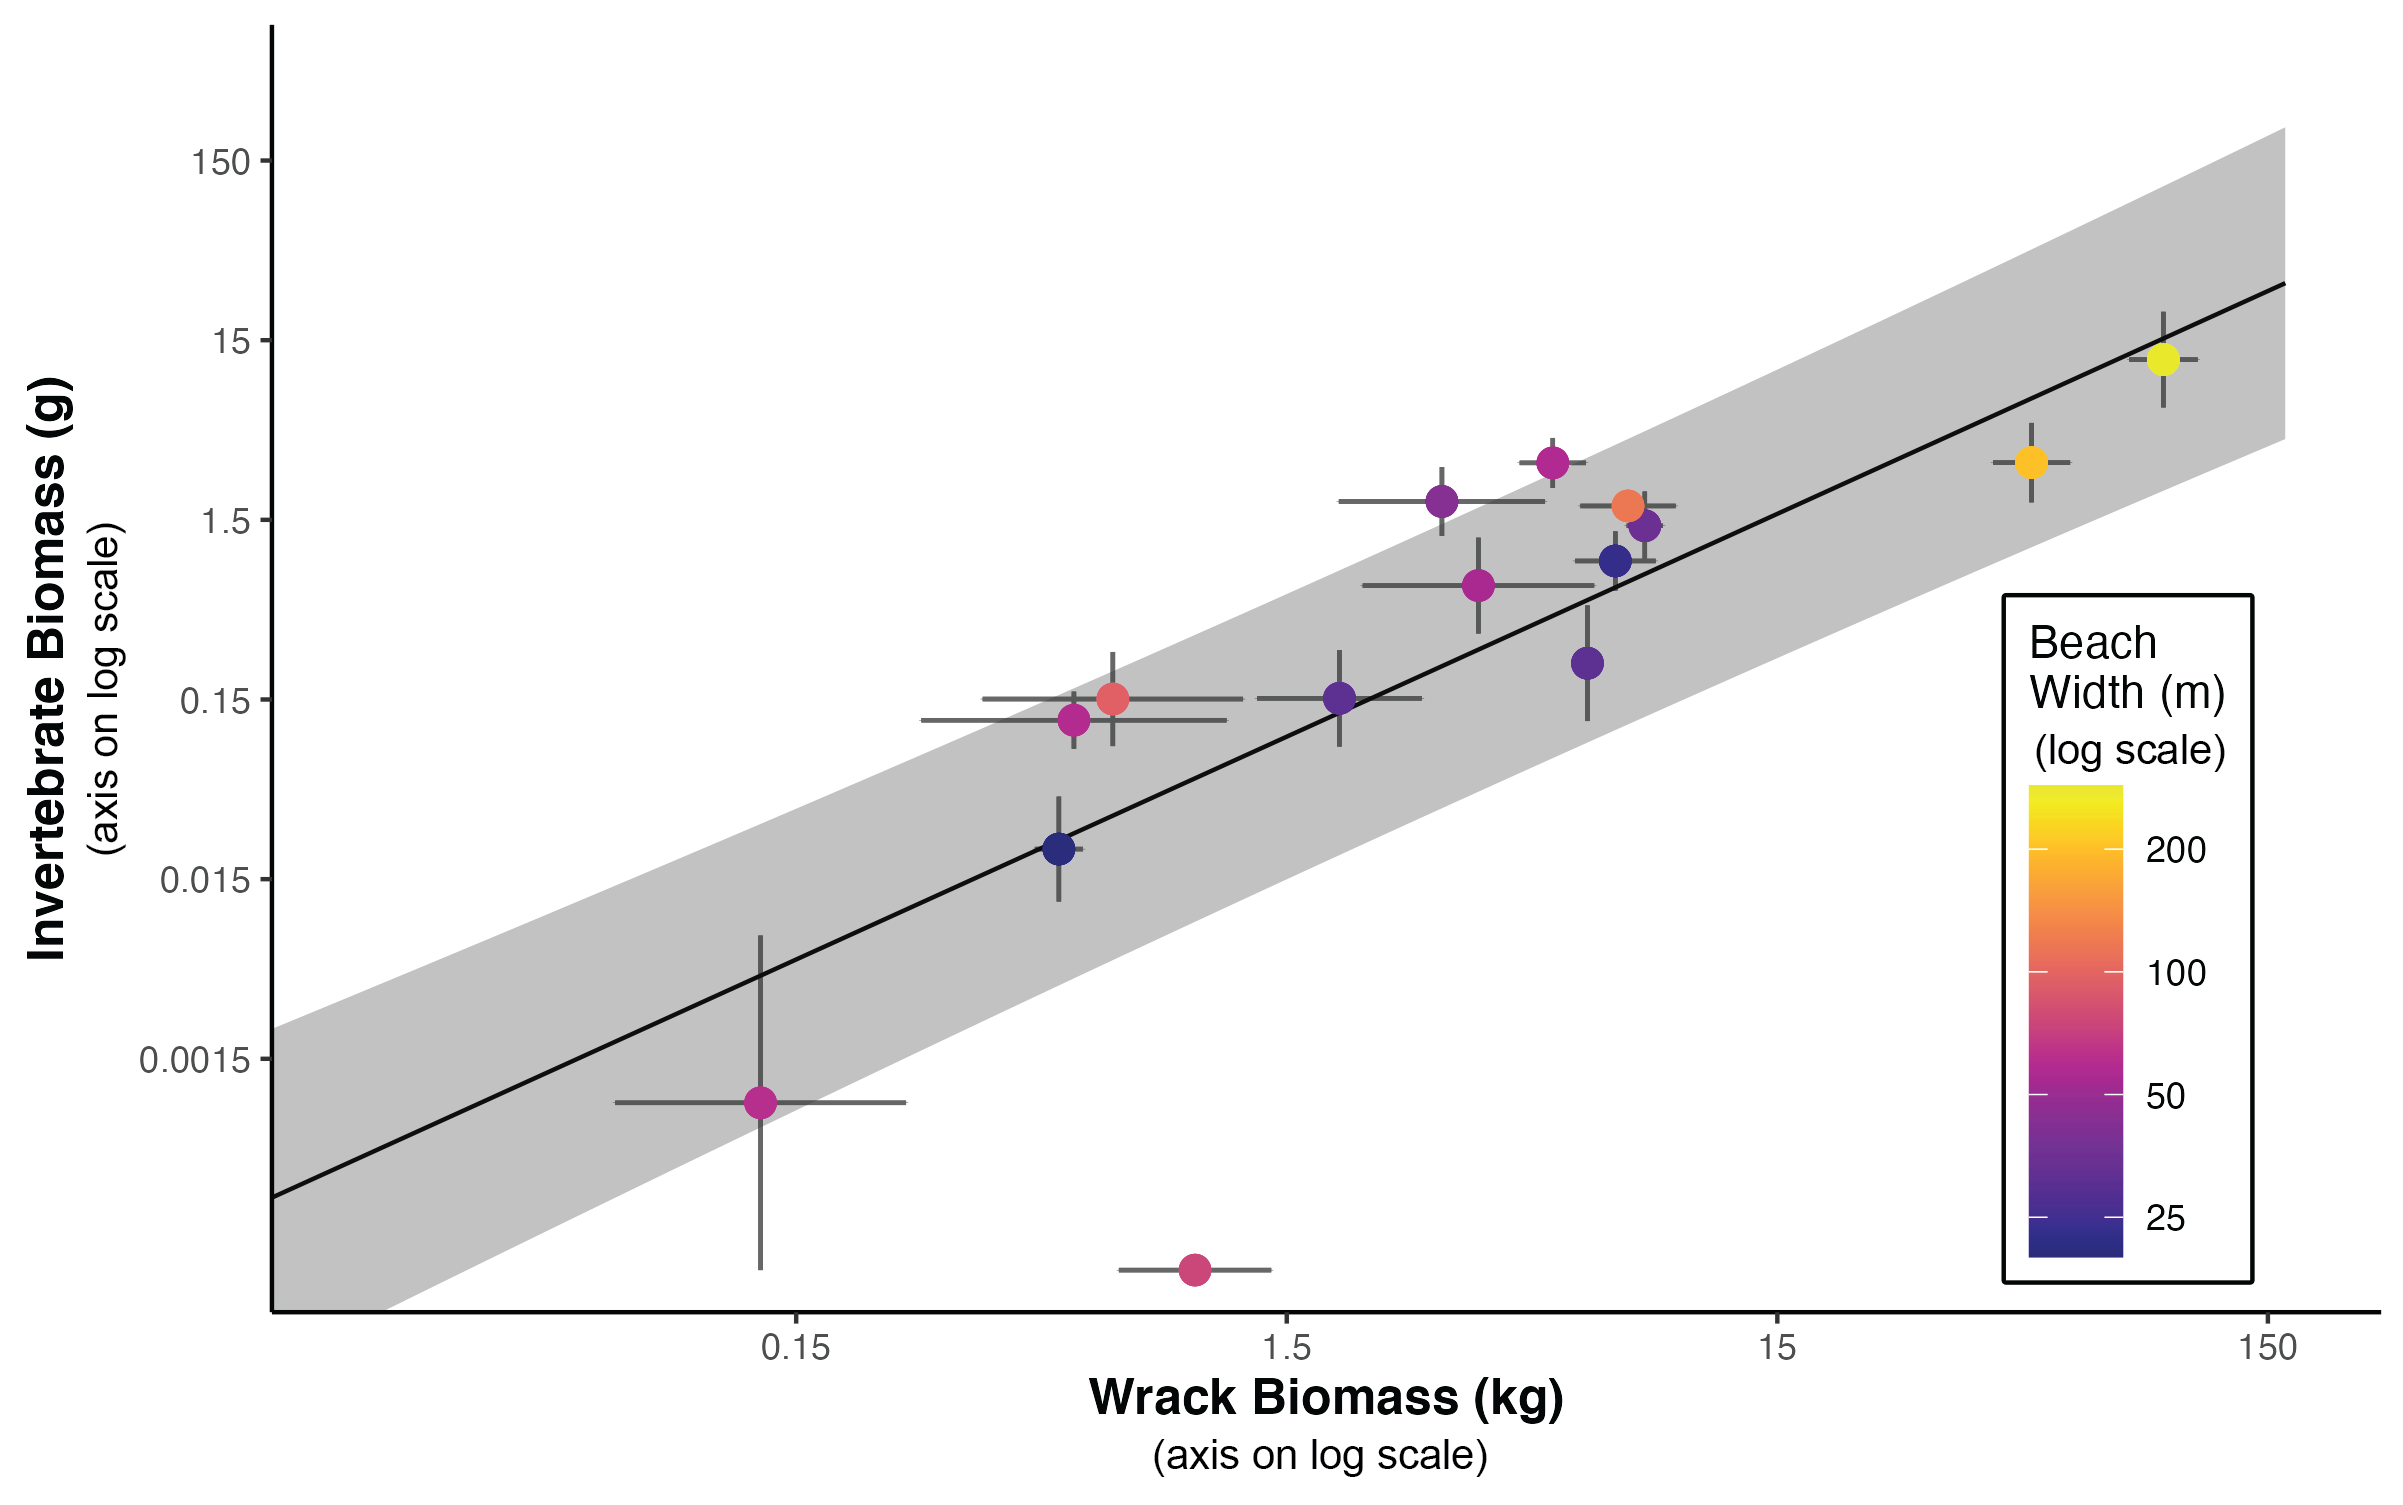 Invertebrate Biomass (g)
(axis on log scale)
150
15
1.5
0.15
0.015
0.0015
Beach
Width (m)
(log scale)
200
100
50
25
0.15
1.5
15
150
Wrack Biomass (kg)
(axis on log scale)